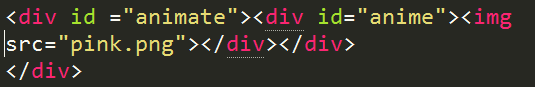 <div id ="animate"><div id="anime"><img
src="pink.png"></div></div>
</div>